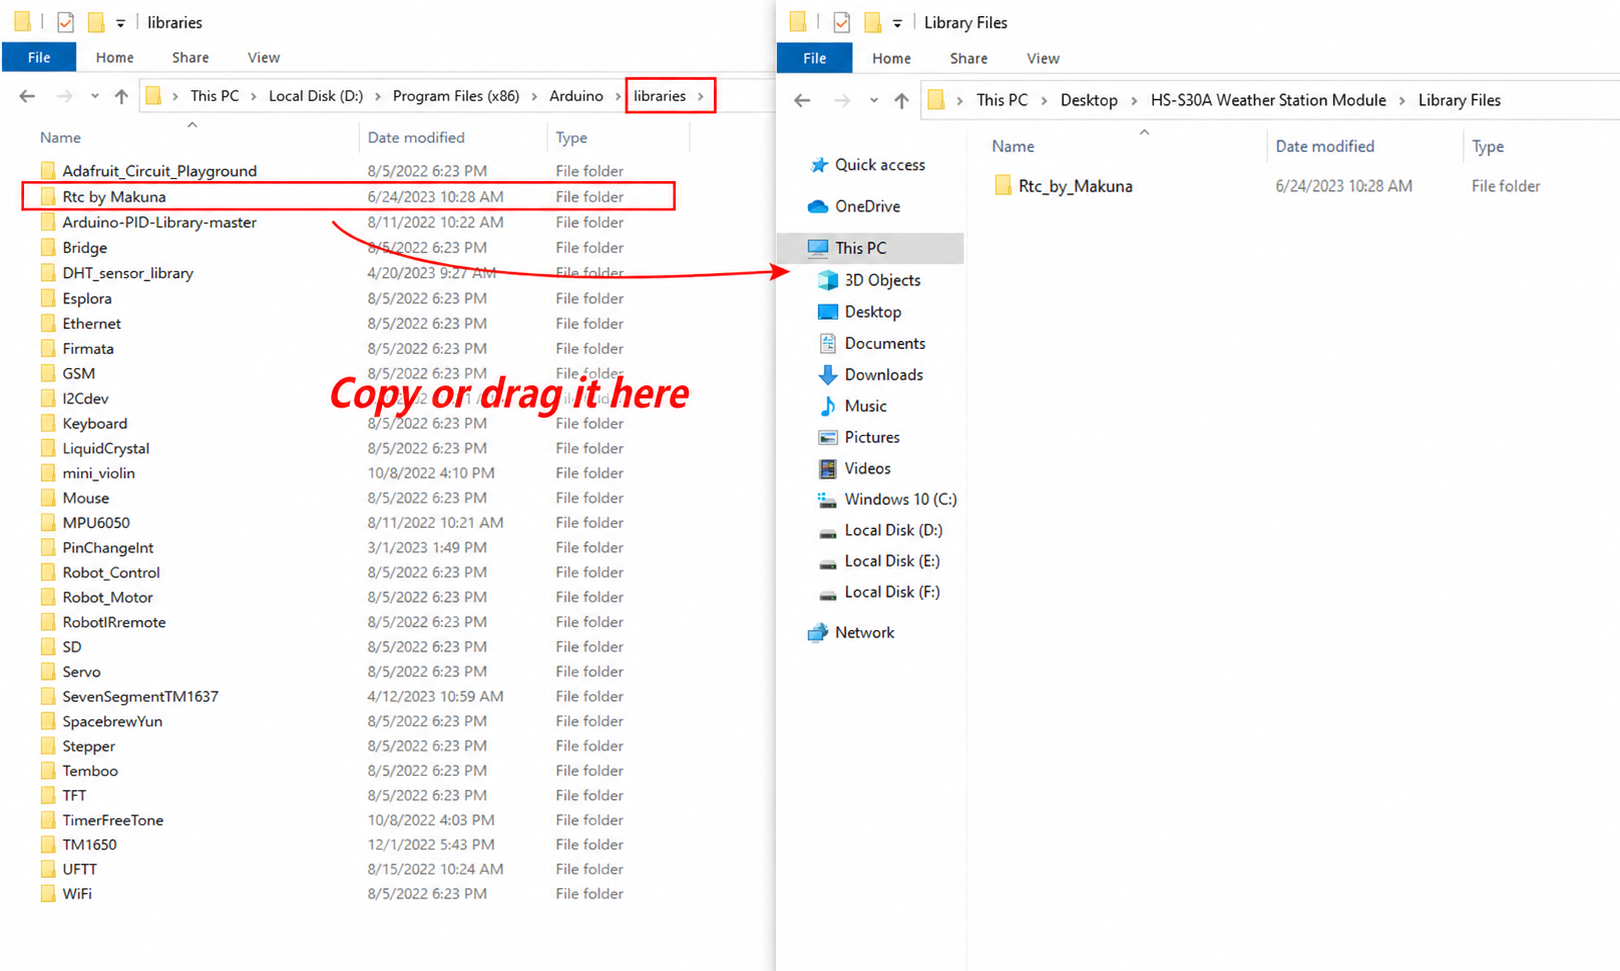 libraries
File Home Share View
This PC Local Disk (D:) Program Files (x86) Arduino libraries
Name Date modified Type
Adafruit_Circuit_Playground 8/5/2022 6:23 PM File folder
Rtc by Makuna 6/24/2023 10:28 AM File folder
Arduino-PID-Library-master 8/11/2022 10:22 AM File folder
Bridge 8/5/2022 6:23 PM File folder
DHT_sensor_library 4/20/2023 9:27 AM File folder
Esplora 8/5/2022 6:23 PM File folder
Ethernet 8/5/2022 6:23 PM File folder
Firmata 8/5/2022 6:23 PM File folder
GSM 8/5/2022 6:23 PM File folder
I2Cdev
Copy or drag it here
Keyboard 8/5/2022 6:23 PM File folder
LiquidCrystal 8/5/2022 6:23 PM File folder
mini_violin 10/8/2022 4:10 PM File folder
Mouse 8/5/2022 6:23 PM File folder
MPU6050 8/11/2022 10:21 AM File folder
PinChangeInt 3/1/2023 1:49 PM File folder
Robot_Control 8/5/2022 6:23 PM File folder
Robot_Motor 8/5/2022 6:23 PM File folder
RobotIRremote 8/5/2022 6:23 PM File folder
SD 8/5/2022 6:23 PM File folder
Servo 8/5/2022 6:23 PM File folder
SevenSegmentTM1637 4/12/2023 10:59 AM File folder
SpacebrewYun 8/5/2022 6:23 PM File folder
Stepper 8/5/2022 6:23 PM File folder
Temboo 8/5/2022 6:23 PM File folder
TFT 8/5/2022 6:23 PM File folder
TimerFreeTone 10/8/2022 4:03 PM File folder
TM1650 12/1/2022 5:43 PM File folder
UFTT 8/15/2022 10:24 AM File folder
WiFi 8/5/2022 6:23 PM File folder
Library Files
File Home Share View
This PC Desktop HS-S30A Weather Station Module Library Files
Quick access
OneDrive
This PC
3D Objects
Desktop
Documents
Downloads
Music
Pictures
Videos
Windows 10 (C:)
Local Disk (D:)
Local Disk (E:)
Local Disk (F:)
Network
Name Date modified Type
Rtc_by_Makuna 6/24/2023 10:28 AM File folder